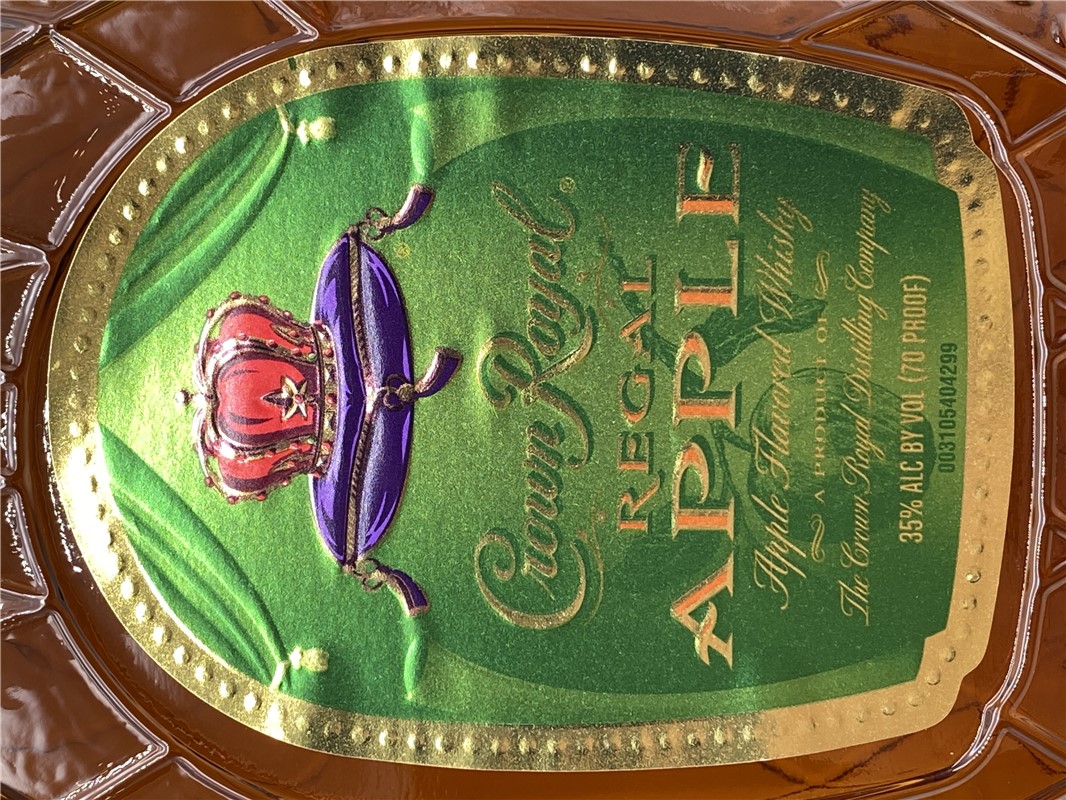 Crown Royal®
REGAL
APPLE
Apple Flavored Whisky
A PRODUCT OF
The Crown Royal Distilling Company
35% ALC BY VOL (70 PROOF)
003105404299